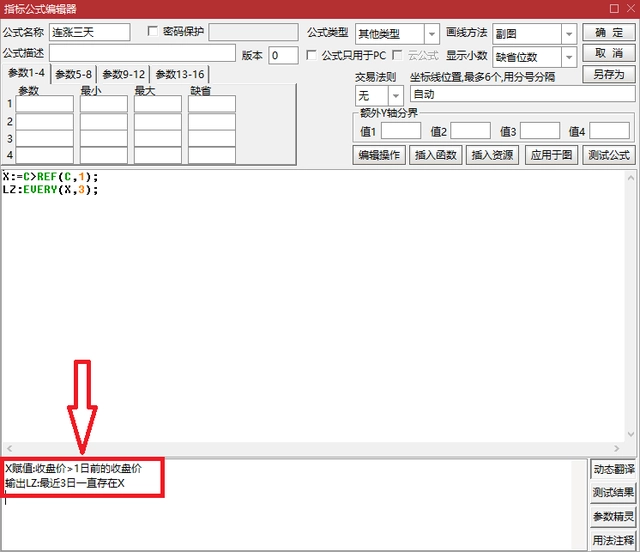 指标公式编辑器
公式名称 连涨三天 密码保护 公式类型 其他类型 画线方法 副图 确 定
公式描述 版本 0 公式只用于PC 云公式 显示小数 缺省位数 取 消
参数1-4 参数5-8 参数9-12 参数13-16 交易法则 坐标线位置,最多6个,用分号分隔 另存为
参数 最小 最大 缺省 无 自动
1
2
3
4
额外Y轴分界
值1 值2 值3 值4
编辑操作 插入函数 插入资源 应用于图 测试公式
X:=C>REF(C,1);
LZ:EVERY(X,3);
X赋值:收盘价>1日前的收盘价
输出LZ:最近3日一直存在X
动态翻译
测试结果
参数精灵
用法注释